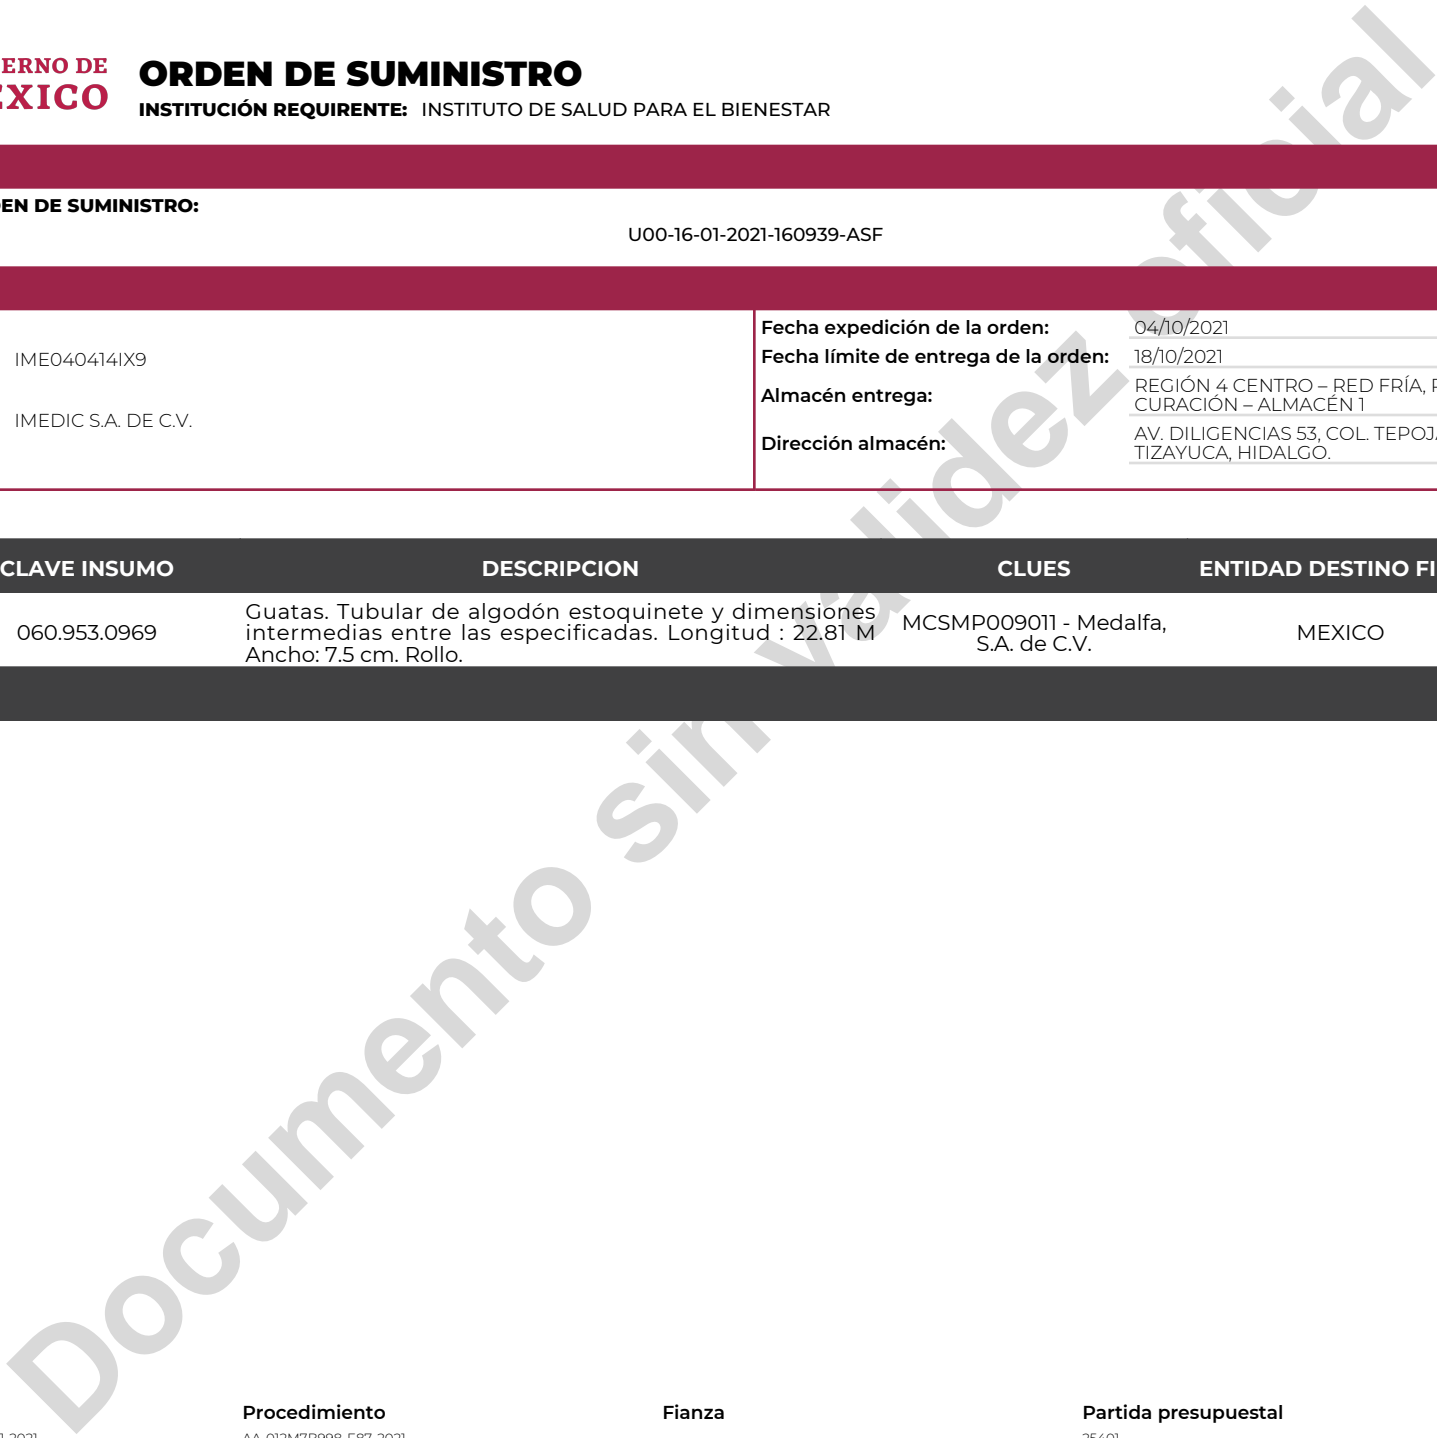 ERNO DE
EXICO
ORDEN DE SUMINISTRO
INSTITUCIÓN REQUIRENTE: INSTITUTO DE SALUD PARA EL BIENESTAR
EN DE SUMINISTRO:
U00-16-01-2021-160939-ASF
IME040414IX9
IMEDIC S.A. DE C.V.
Fecha expedición de la orden: 04/10/2021
Fecha límite de entrega de la orden: 18/10/2021
Almacén entrega: REGIÓN 4 CENTRO – RED FRÍA,
CURACIÓN – ALMACÉN 1
Dirección almacén: AV. DILIGENCIAS 53, COL. TEPOJ
TIZAYUCA, HIDALGO.
CLAVE INSUMO DESCRIPCION CLUES ENTIDAD DESTINO FI
060.953.0969
Guatas. Tubular de algodón estoquinete y dimensiones
intermedias entre las especificadas. Longitud : 22.81 M
Ancho: 7.5 cm. Rollo.
MCSMP009011 - Medalfa,
S.A. de C.V.
MEXICO
Documento sin validez oficial
Procedimiento Fianza Partida presupuestal